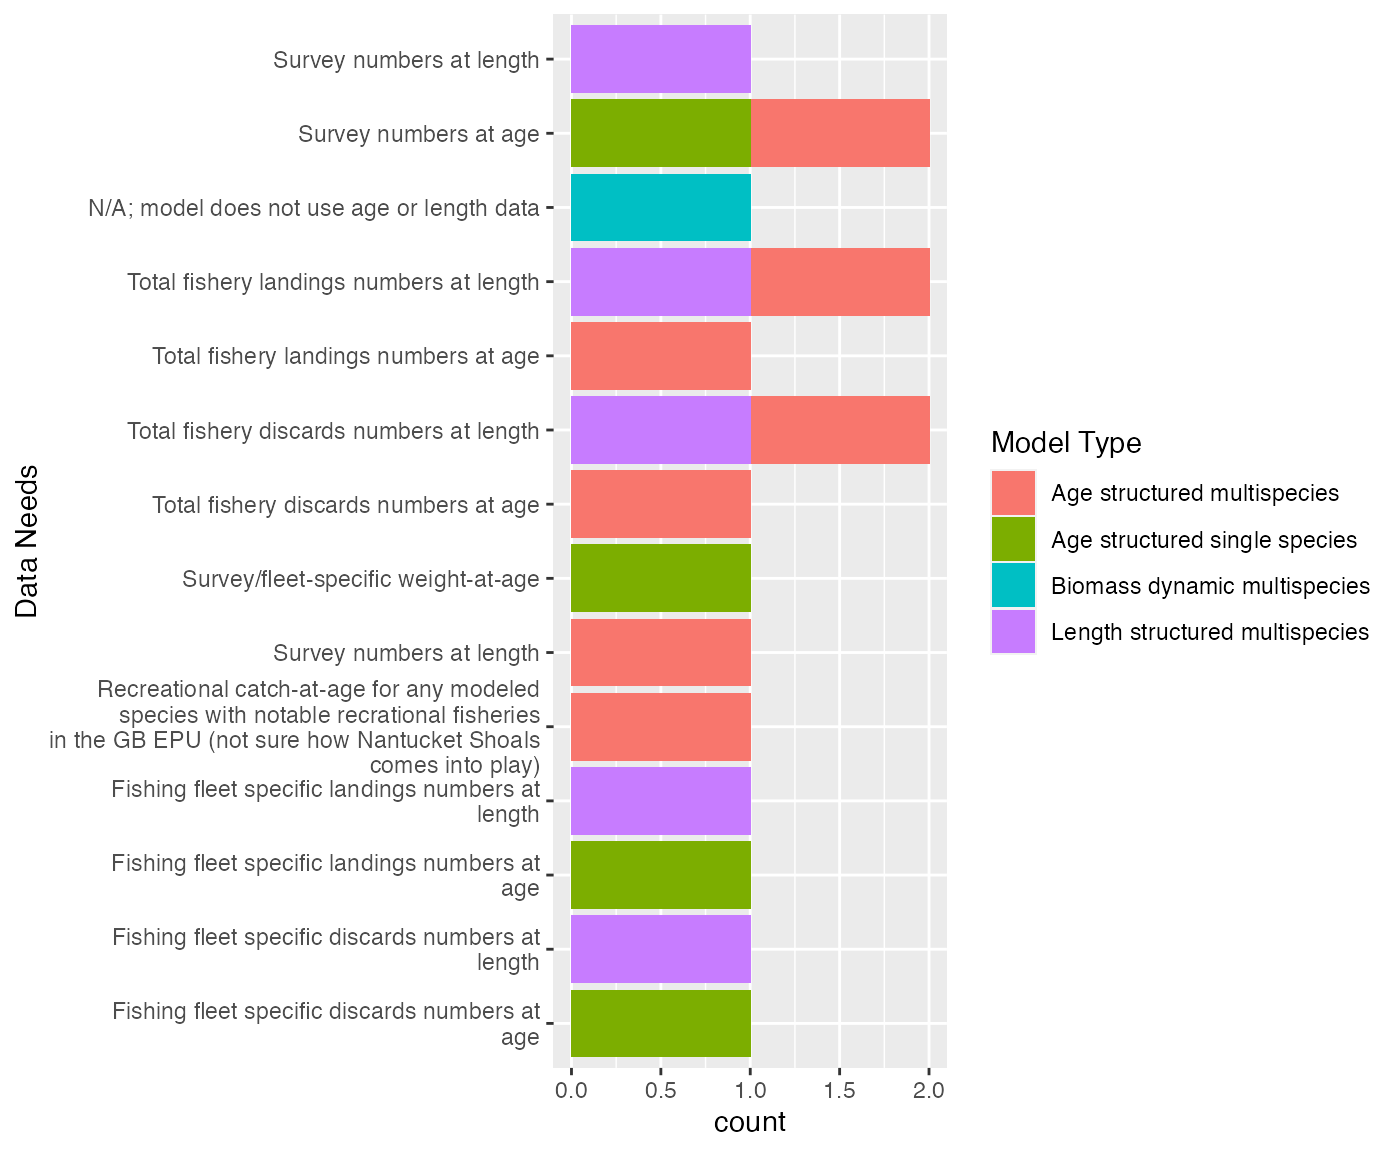 Survey numbers at length
Survey numbers at age
N/A; model does not use age or length data
Total fishery landings numbers at length
Total fishery landings numbers at age
Total fishery discards numbers at length
Total fishery discards numbers at age
Survey/fleet-specific weight-at-age
Survey numbers at length
Recreational catch-at-age for any modeled
species with notable recrational fisheries
in the GB EPU (not sure how Nantucket Shoals
comes into play)
Fishing fleet specific landings numbers at
length
Fishing fleet specific landings numbers at
age
Fishing fleet specific discards numbers at
length
Fishing fleet specific discards numbers at
age
Data Needs
0.0 0.5 1.0 1.5 2.0
count
Model Type
Age structured multispecies
Age structured single species
Biomass dynamic multispecies
Length structured multispecies